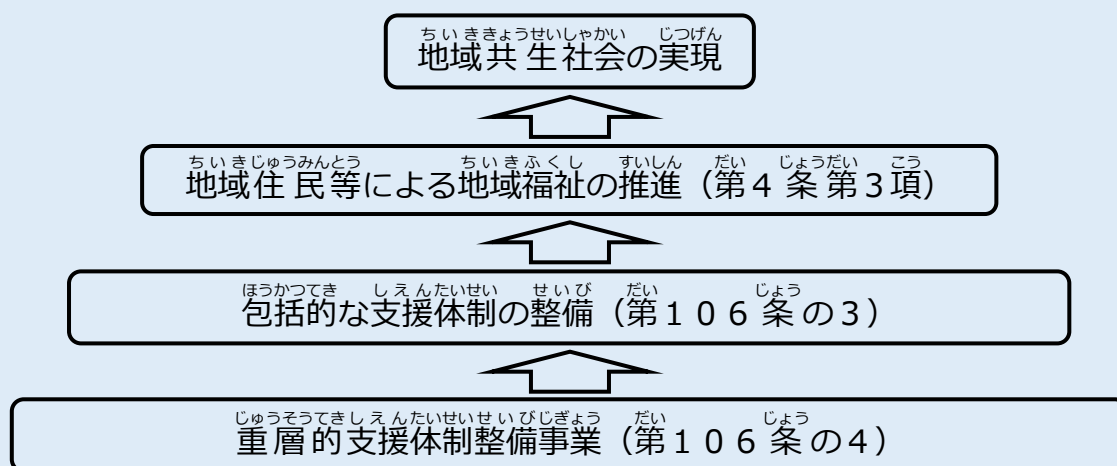 ちいききょうせいしゃかい じつげん
地域共生社会の実現
ちいきじゅうみんとう ちいきふくし すいしん だい じょうだい こう
地域住民等による地域福祉の推進（第４条第３項）
ほうかつてき しえんたいせい せいび だい じょう
包括的な支援体制の整備（第１０６条の３）
じゅうそうてきしえんたいせいせいびじぎょう だい じょう
重層的支援体制整備事業（第１０６条の４）